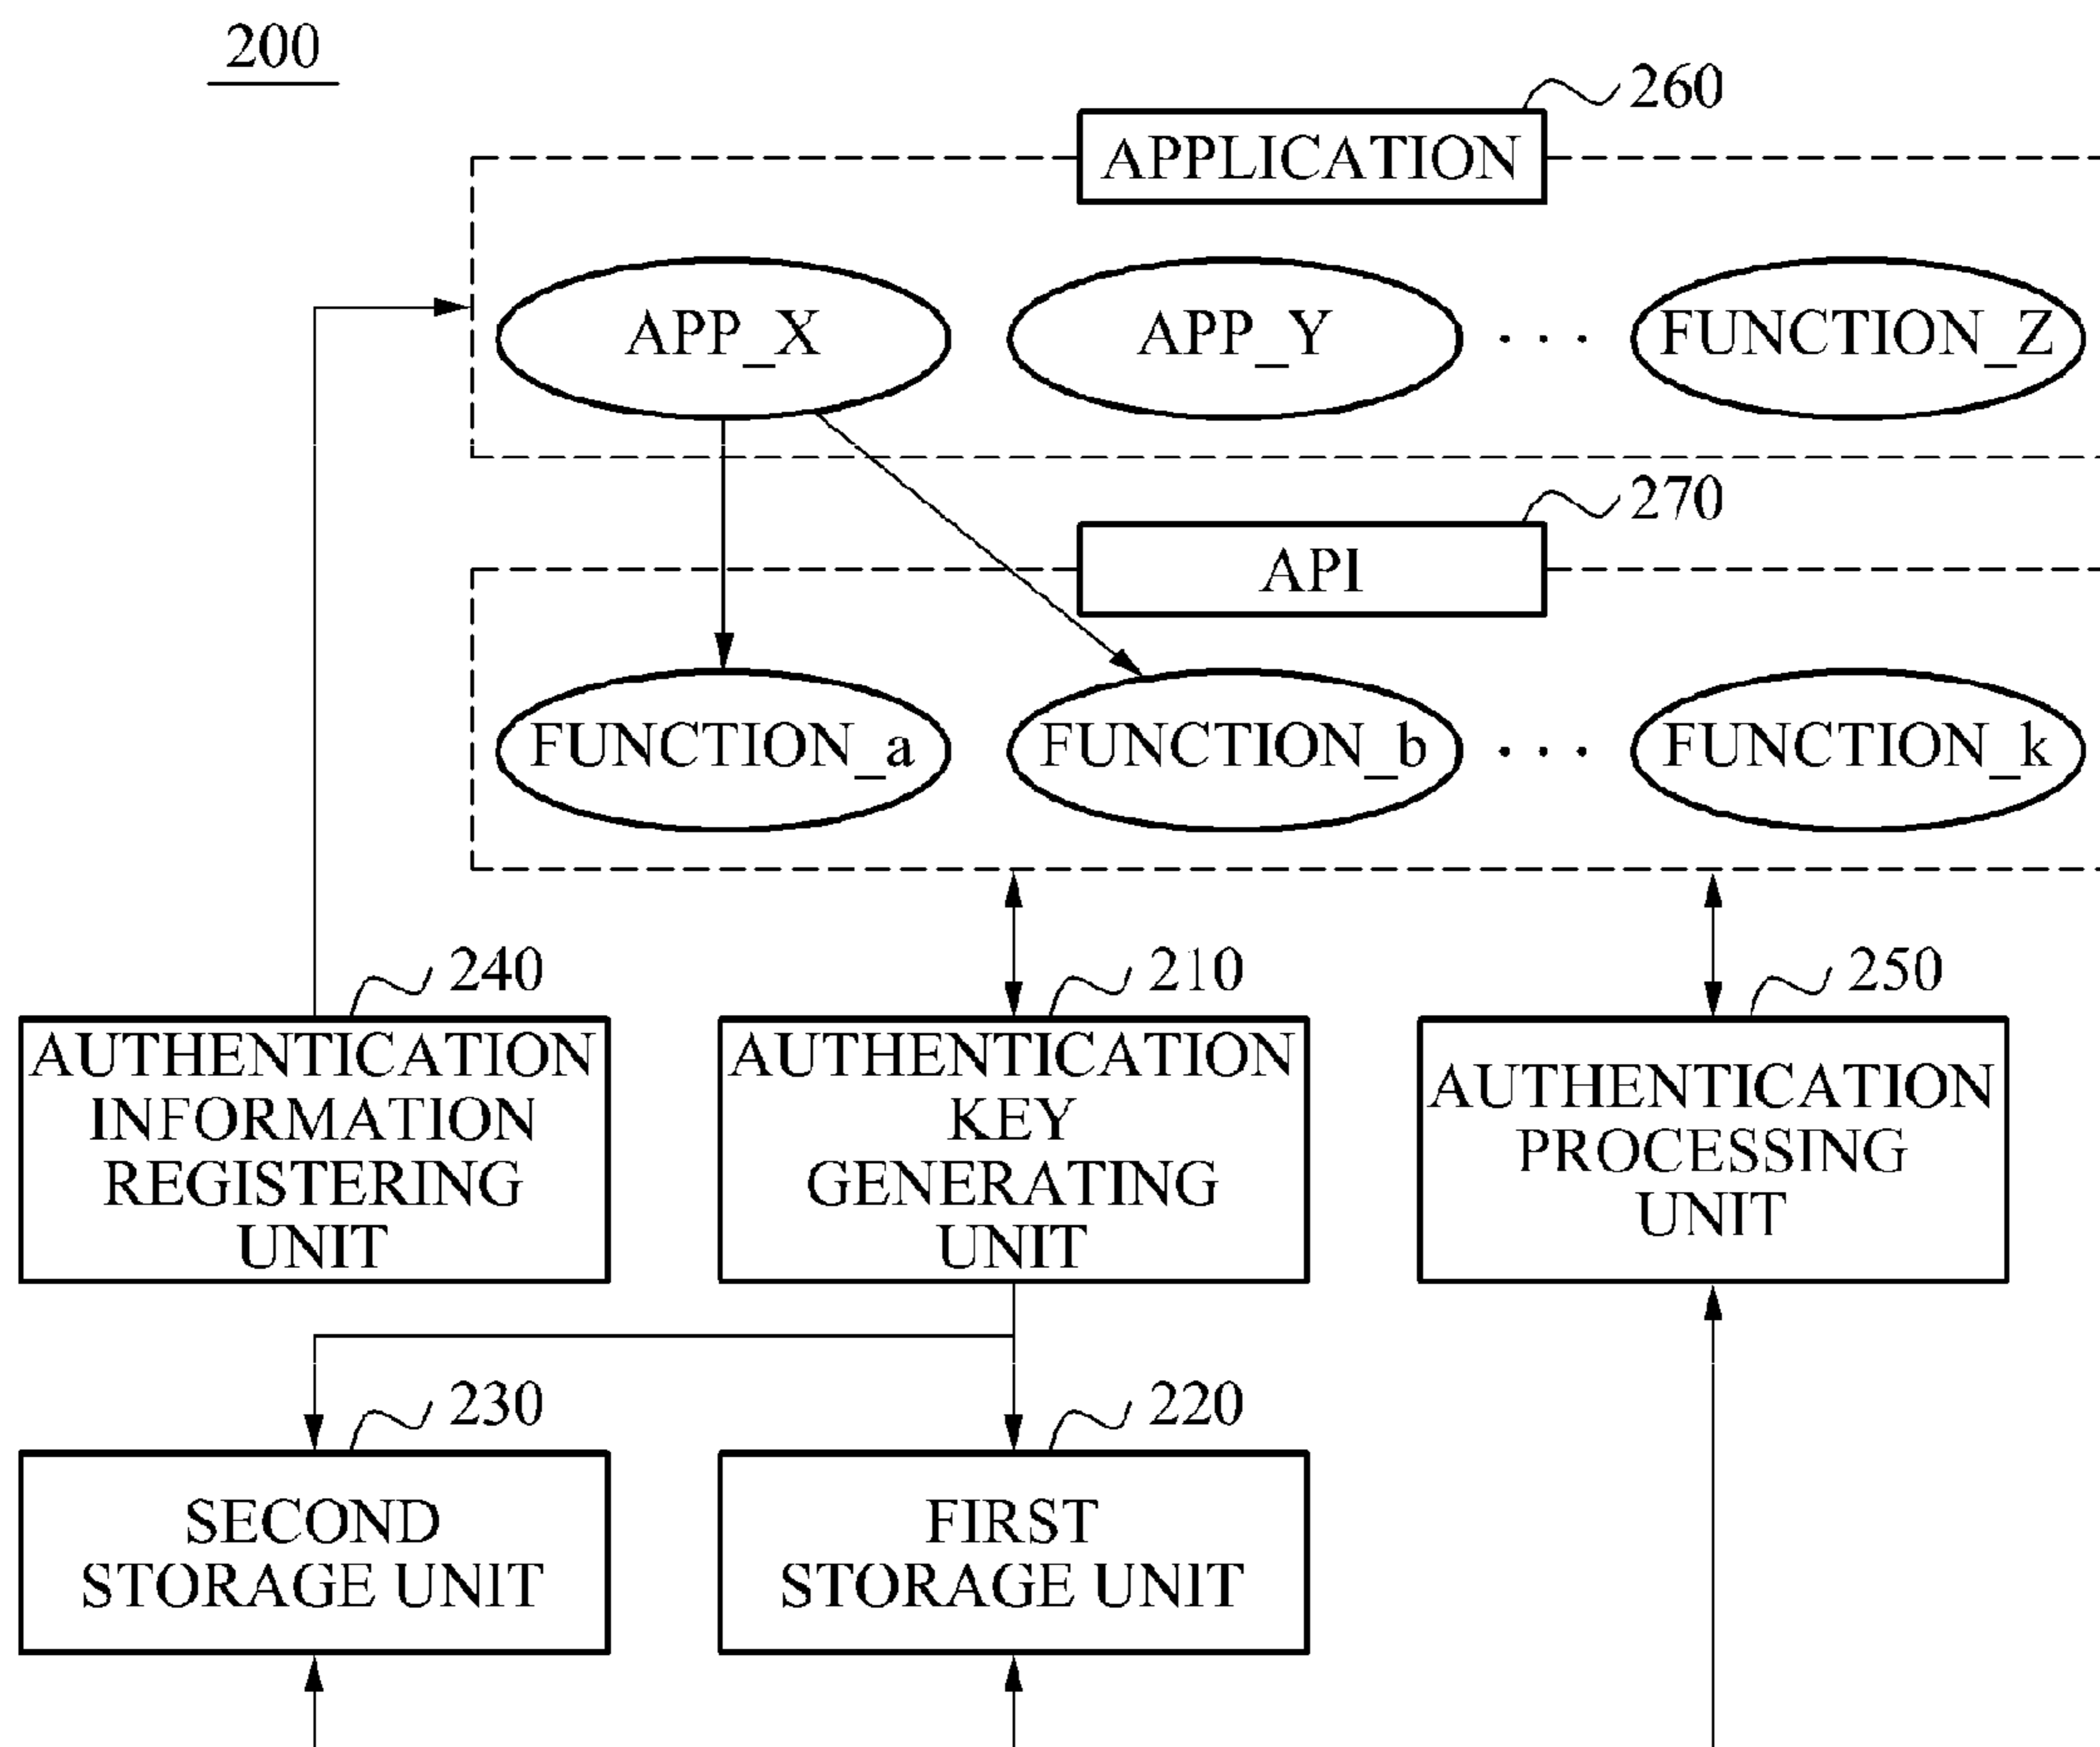 200
260
APPLICATION
APP_X
APP_Y
. . .
FUNCTION_Z
270
API
FUNCTION_a
FUNCTION_b
. . .
FUNCTION_k
240
AUTHENTICATION
INFORMATION
REGISTERING
UNIT
210
AUTHENTICATION
KEY
GENERATING
UNIT
250
AUTHENTICATION
PROCESSING
UNIT
230
SECOND
STORAGE UNIT
220
FIRST
STORAGE UNIT